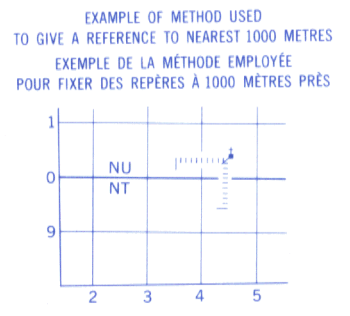 EXAMPLE OF METHOD USED
TO GIVE A REFERENCE TO NEAREST 1000 METRES
EXEMPLE DE LA MÉTHODE EMPLOYÉE
POUR FIXER DES REPÈRES À 1000 MÈTRES PRÈS
1
NU
0
NT
9
2 3 4 5